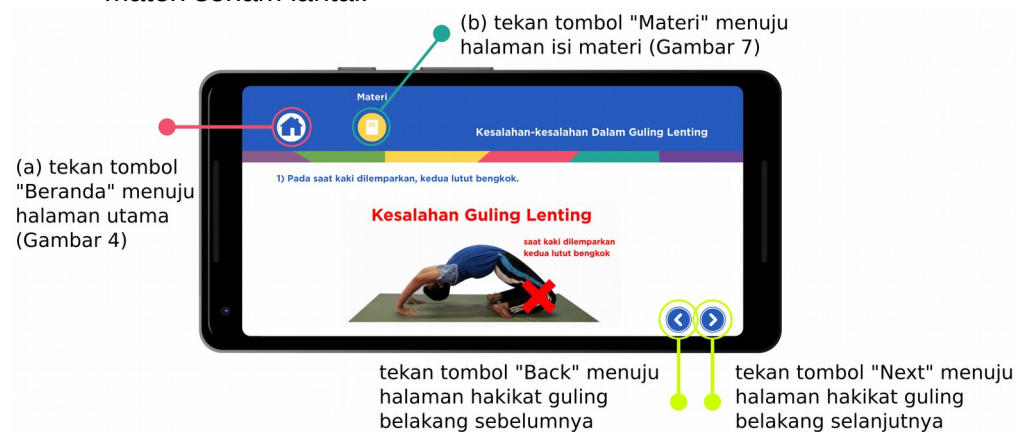 materi senam lantai.
(b) tekan tombol "Materi" menuju
halaman isi materi (Gambar 7)
Materi
Kesalahan-kesalahan Dalam Guling Lenting
(a) tekan tombol
"Beranda" menuju
halaman utama
(Gambar 4)
1) Pada saat kaki dilemparkan, kedua lutut bengkok.
Kesalahan Guling Lenting
saat kaki dilemparkan
kedua lutut bengkok
tekan tombol "Back" menuju
halaman hakikat guling
belakang sebelumnya
tekan tombol "Next" menuju
halaman hakikat guling
belakang selanjutnya